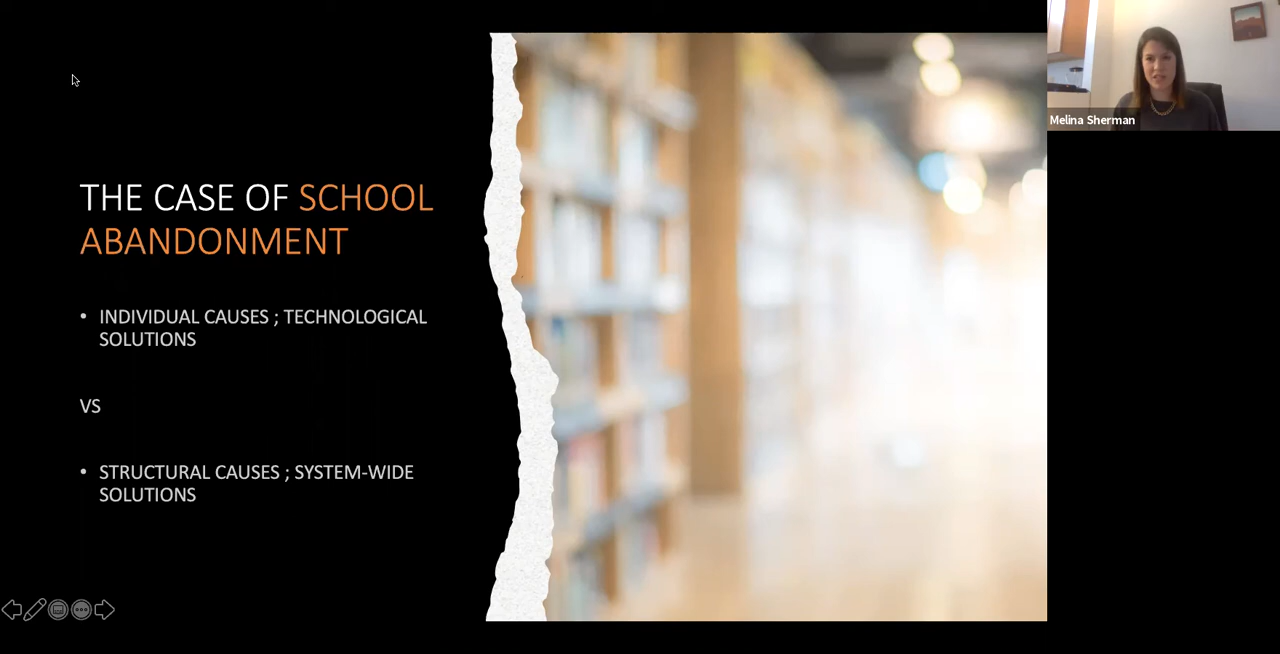 THE CASE OF SCHOOL
ABANDONMENT
• INDIVIDUAL CAUSES ; TECHNOLOGICAL
SOLUTIONS
VS
• STRUCTURAL CAUSES ; SYSTEM-WIDE
SOLUTIONS
Melina Sherman